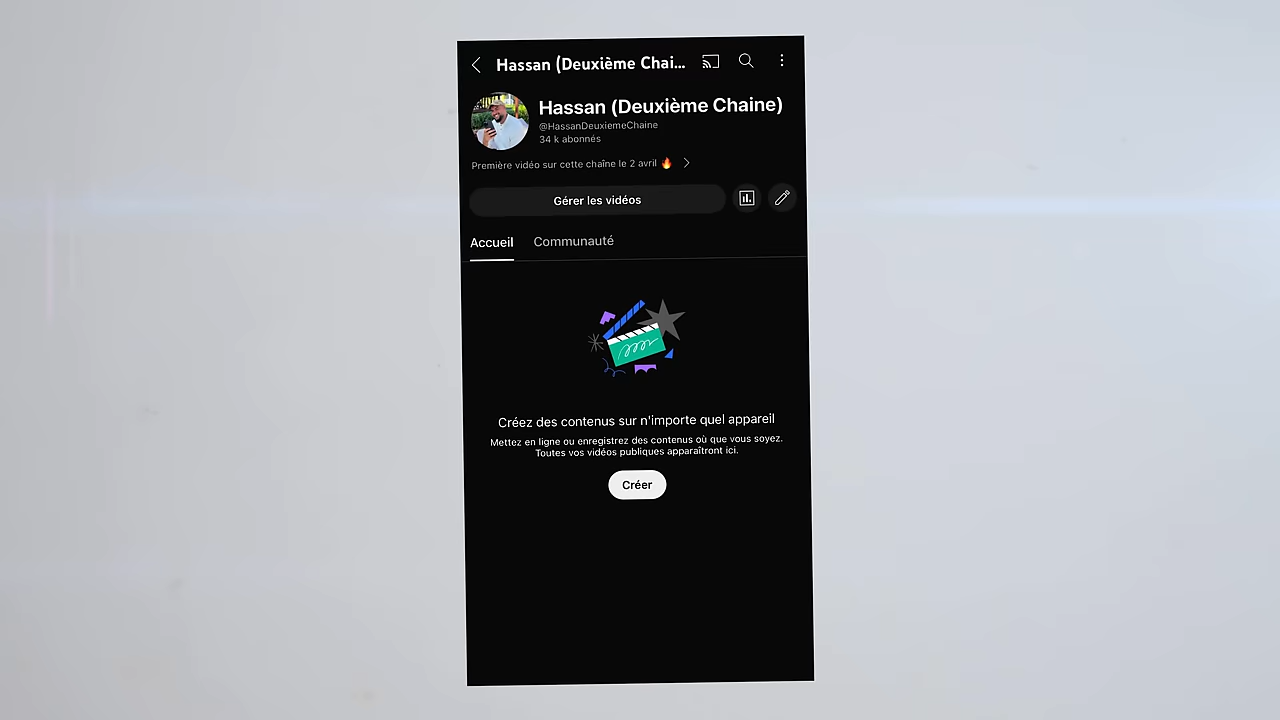 Hassan (Deuxième Chai...
Hassan (Deuxième Chaine)
@HassanDeuxiemeChaine
34 k abonnés
Première vidéo sur cette chaîne le 2 avril 🔥
Gérer les vidéos
Accueil Communauté
Créez des contenus sur n'importe quel appareil
Mettez en ligne ou enregistrez des contenus où que vous soyez.
Toutes vos vidéos publiques apparaîtront ici.
Créer